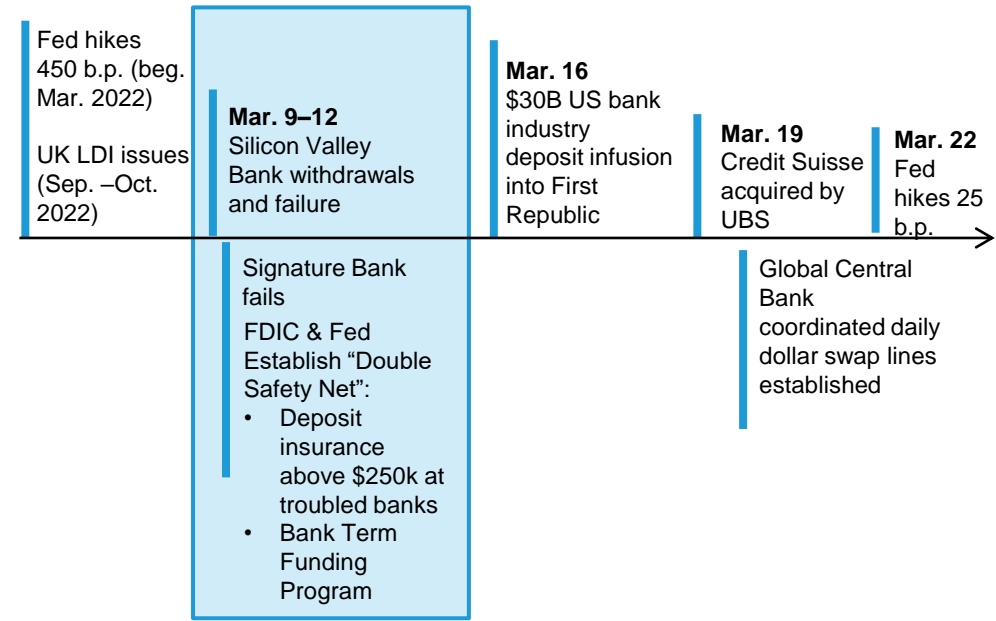 Fed hikes
450 b.p. (beg.
Mar. 2022)
UK LDI issues
(Sep. –Oct.
2022)
Mar. 9–12
Silicon Valley
Bank withdrawals
and failure
Signature Bank
fails
FDIC & Fed
Establish “Double
Safety Net”:
• Deposit
insurance
above $250k at
troubled banks
• Bank Term
Funding
Program
Mar. 16
$30B US bank
industry
deposit infusion
into First
Republic
Mar. 19
Credit Suisse
acquired by
UBS
Global Central
Bank
coordinated daily
dollar swap lines
established
Mar. 22
Fed
hikes 25
b.p.